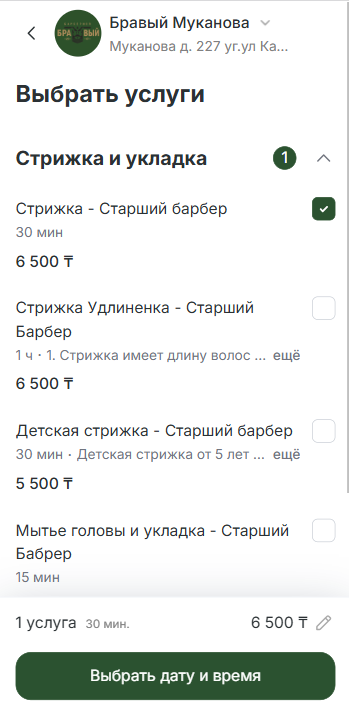 БРАВЫЙ
Бравый Муканова
Муканова д. 227 уг.ул Ка...
Выбрать услуги
Стрижка и укладка 1
Стрижка - Старший барбер
30 мин
6 500 ₸
Стрижка Удлиненка - Старший
Барбер
1 ч · 1. Стрижка имеет длину волос ... ещё
6 500 ₸
Детская стрижка - Старший барбер
30 мин · Детская стрижка от 5 лет ... ещё
5 500 ₸
Мытье головы и укладка - Старший
Бабрер
15 мин
1 услуга 30 мин. 6 500 ₸
Выбрать дату и время